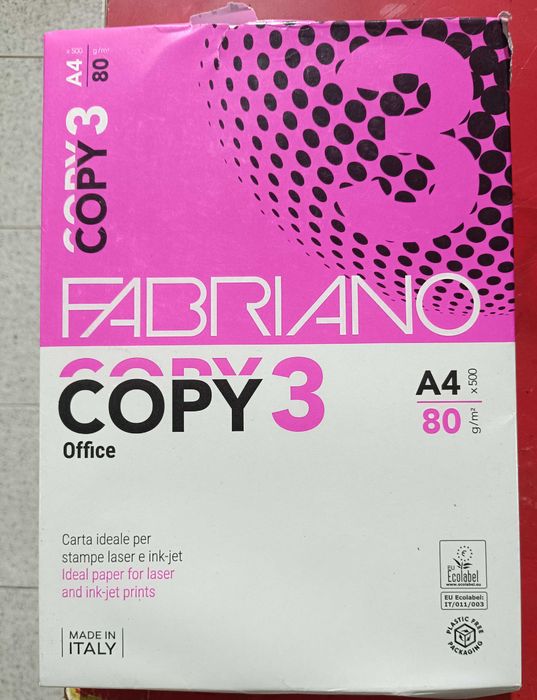 x 500
A4
g/m²
80
COPY
COPY 3
3
FABRIANO
COPY
COPY 3
Office
A4
x 500
80
g/m²
Carta ideale per
stampe laser e ink-jet
Ideal paper for laser
and ink-jet prints
MADE IN
ITALY
EU
Ecolabel
www.ecolabel.eu
EU Ecolabel:
IT/011/003
PLASTIC FREE
PACKAGING